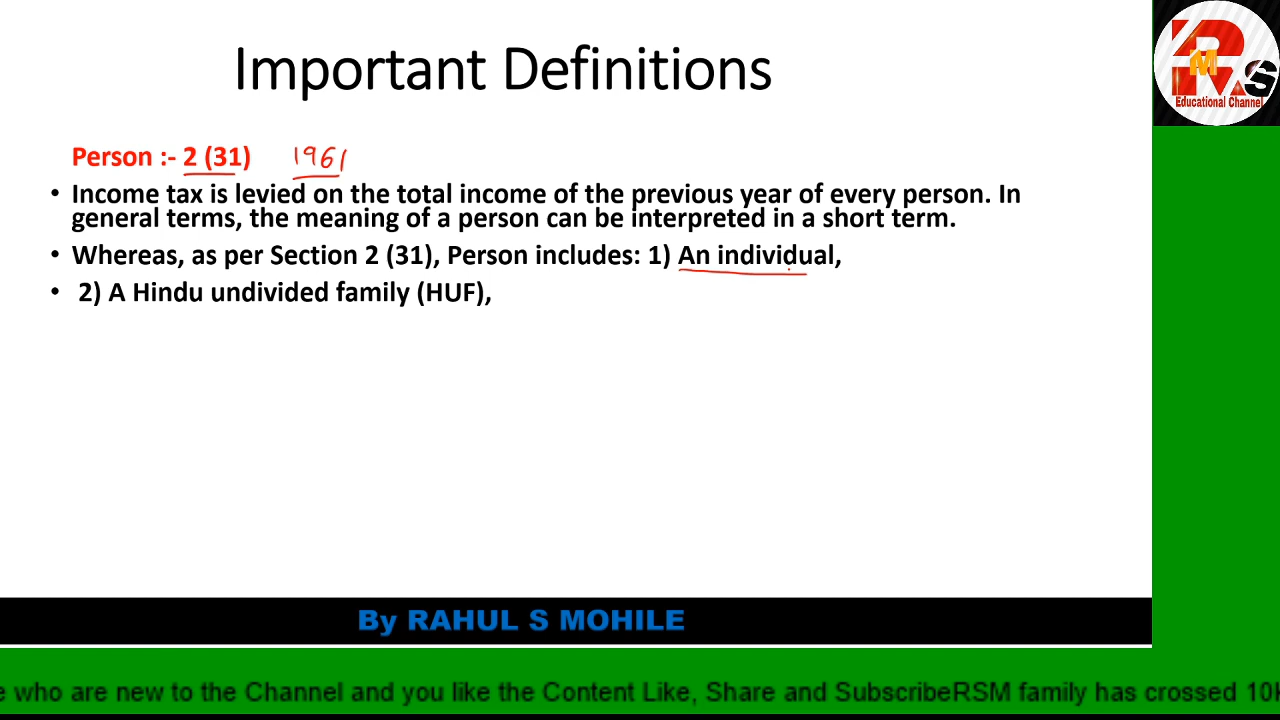 Important Definitions
Person :- 2 (31) 1961
• Income tax is levied on the total income of the previous year of every person. In
general terms, the meaning of a person can be interpreted in a short term.
• Whereas, as per Section 2 (31), Person includes: 1) An individual,
• 2) A Hindu undivided family (HUF),
By RAHUL S MOHILE
e who are new to the Channel and you like the Content Like, Share and SubscribeRSM family has crossed 10
R
M
S
Educational Channel